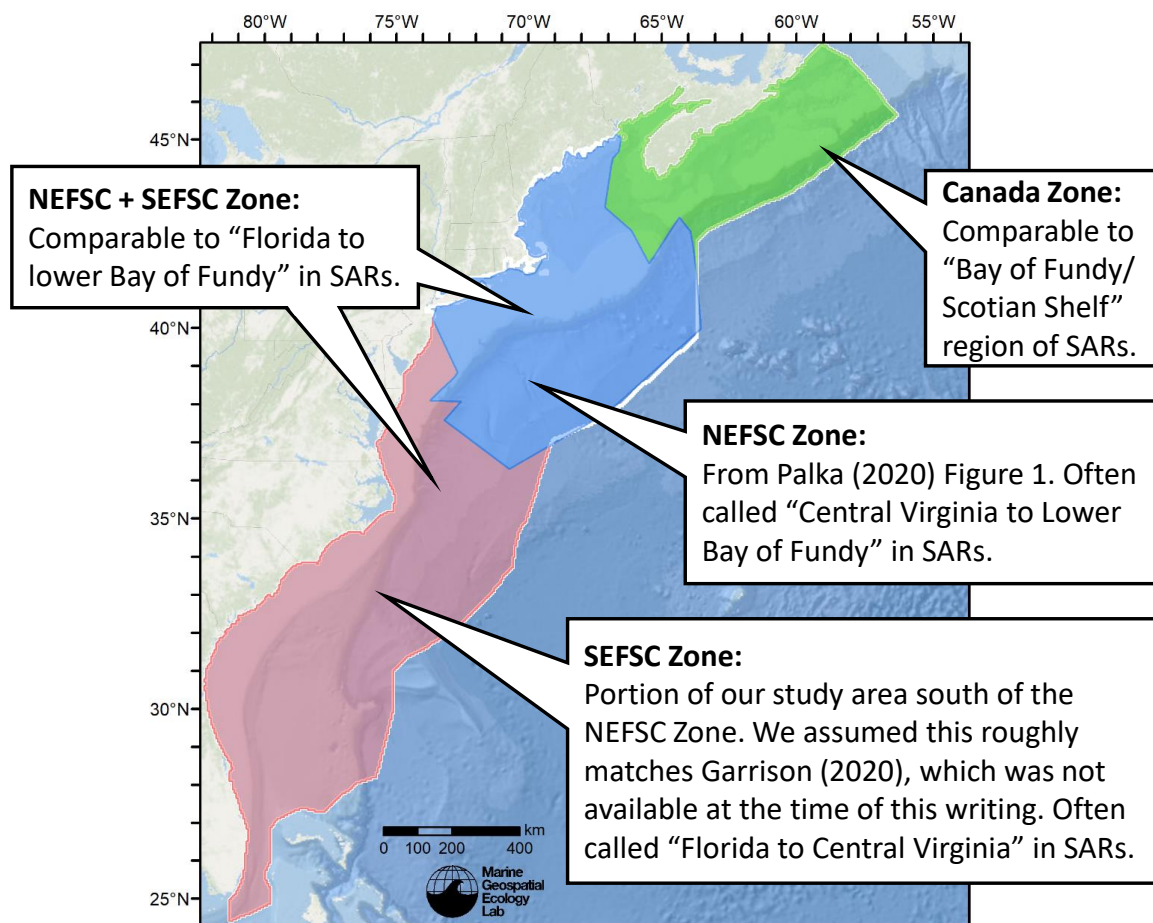 80°W 75°W 70°W 65°W 60°W 55°W
45°N
40°N
35°N
30°N
25°N
NEFSC + SEFSC Zone:
Comparable to “Florida to
lower Bay of Fundy” in SARs.
Canada Zone:
Comparable to
“Bay of Fundy/
Scotian Shelf”
region of SARs.
NEFSC Zone:
From Palka (2020) Figure 1. Often
called “Central Virginia to Lower
Bay of Fundy” in SARs.
SEFSC Zone:
Portion of our study area south of the
NEFSC Zone. We assumed this roughly
matches Garrison (2020), which was not
available at the time of this writing. Often
called “Florida to Central Virginia” in SARs.
km
0 100 200 400
Marine
Geospatial
Ecology
Lab